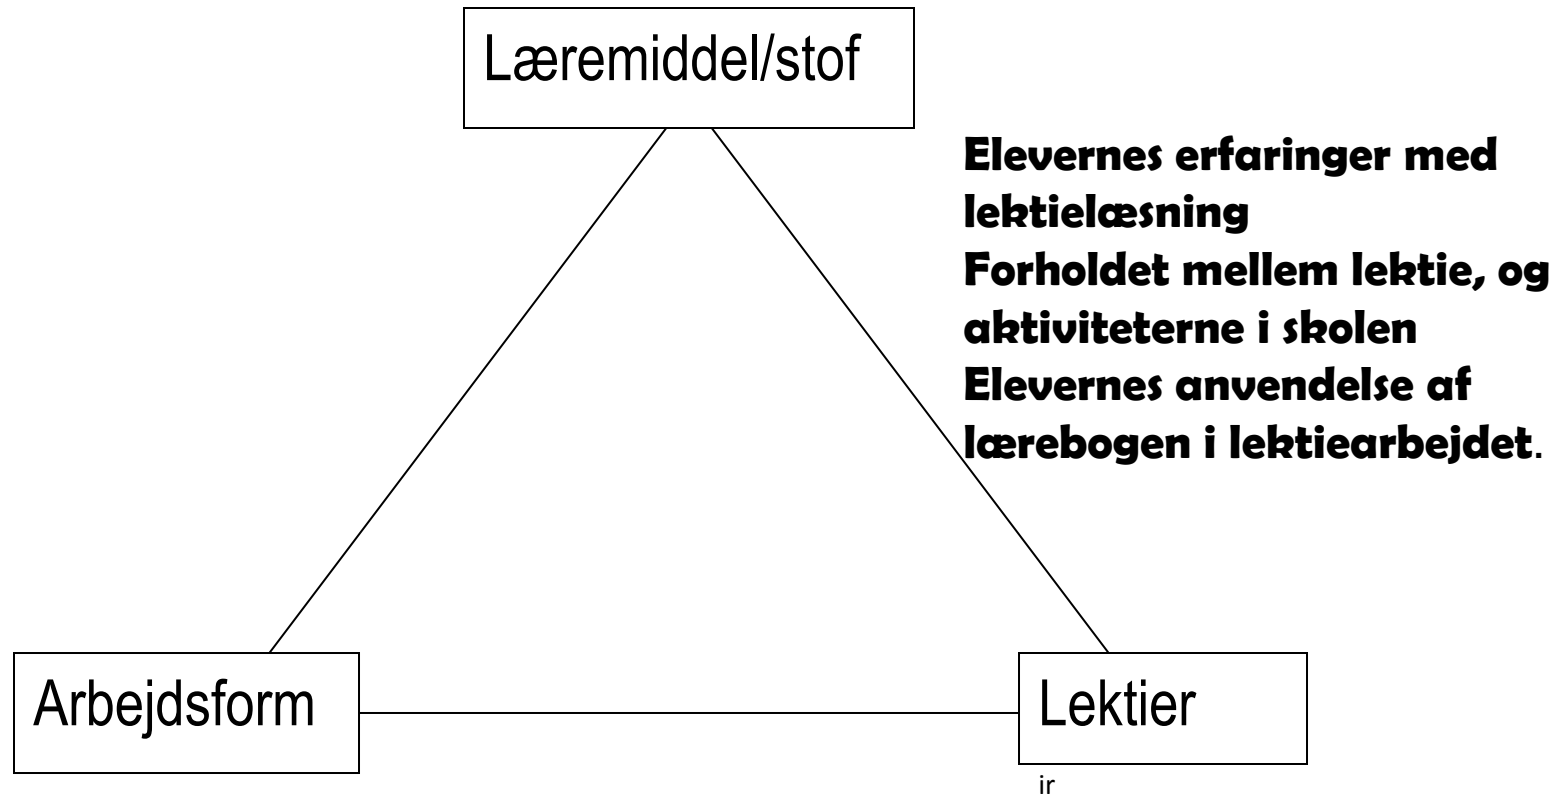 Læremiddel/stof
Elevernes erfaringer med
lektielæsning
Forholdet mellem lektie, og
aktiviteterne i skolen
Elevernes anvendelse af
lærebogen i lektiearbejdet.
Arbejdsform
Lektier
ir